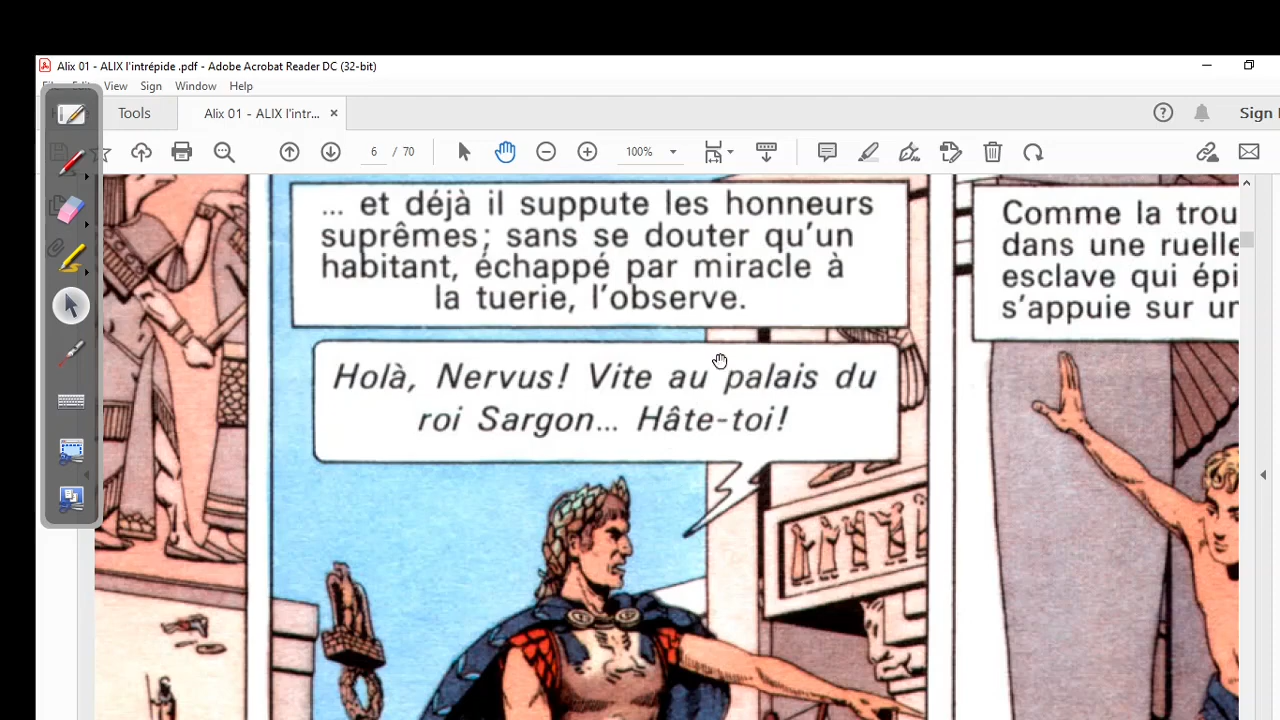 Alix 01 - ALIX l'intrépide .pdf - Adobe Acrobat Reader DC (32-bit)
View Sign Window Help
Tools Alix 01 - ALIX l'intr... × Sign
6 / 70 100%
... et déjà il suppute les honneurs
suprêmes; sans se douter qu'un
habitant, échappé par miracle à
la tuerie, l'observe.
Holà, Nervus! Vite au palais du
roi Sargon... Hâte-toi!
Comme la trou
dans une ruelle
esclave qui épi
s'appuie sur un